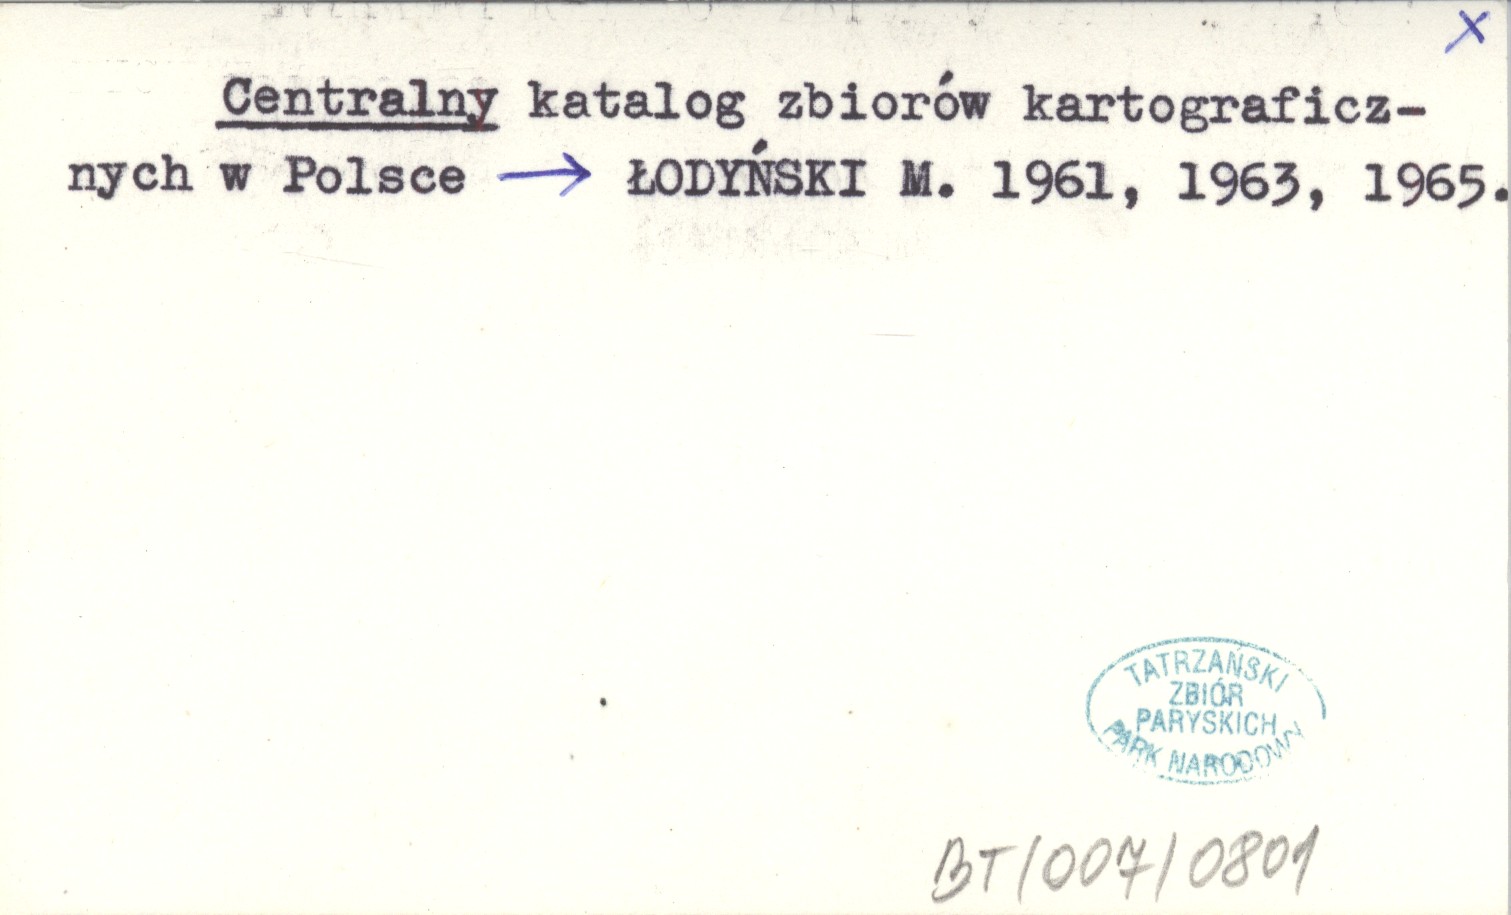 x
Centralny katalog zbiorów kartograficz-
nych w Polsce → ŁODYŃSKI M. 1961, 1963, 1965.
TATRZAŃSKI
ZBIÓR
PARYSKICH
PARK NARODOWY
BT/007/0801